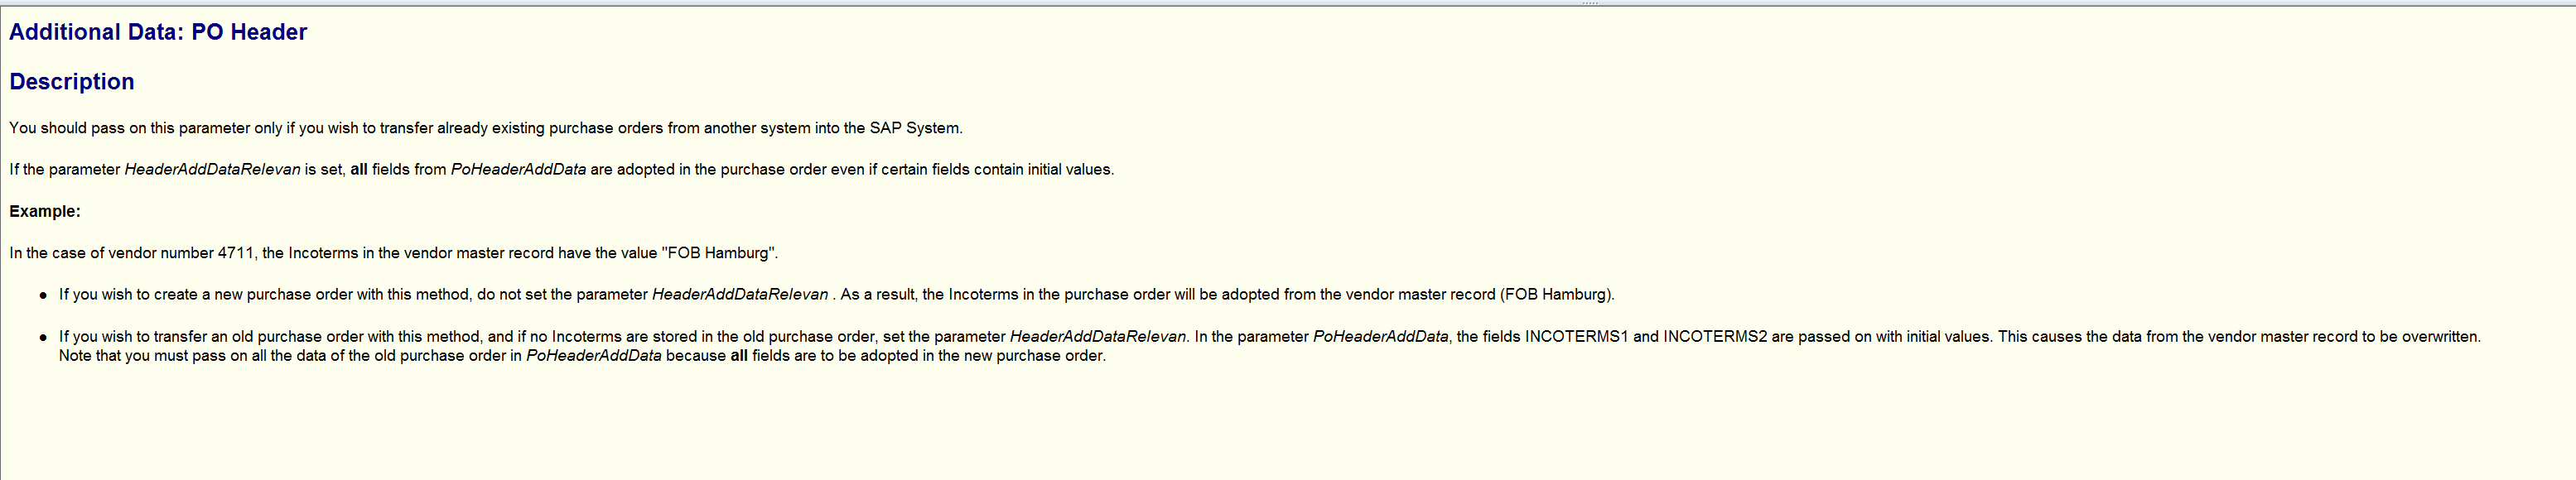 Additional Data: PO Header
Description
You should pass on this parameter only if you wish to transfer already existing purchase orders from another system into the SAP System.
If the parameter HeaderAddDataRelevan is set, all fields from PoHeaderAddData are adopted in the purchase order even if certain fields contain initial values.
Example:
In the case of vendor number 4711, the Incoterms in the vendor master record have the value "FOB Hamburg".
● If you wish to create a new purchase order with this method, do not set the parameter HeaderAddDataRelevan . As a result, the Incoterms in the purchase order will be adopted from the vendor master record (FOB Hamburg).
● If you wish to transfer an old purchase order with this method, and if no Incoterms are stored in the old purchase order, set the parameter HeaderAddDataRelevan. In the parameter PoHeaderAddData, the fields INCOTERMS1 and INCOTERMS2 are passed on with initial values. This causes the data from the vendor master record to be overwritten.
Note that you must pass on all the data of the old purchase order in PoHeaderAddData because all fields are to be adopted in the new purchase order.